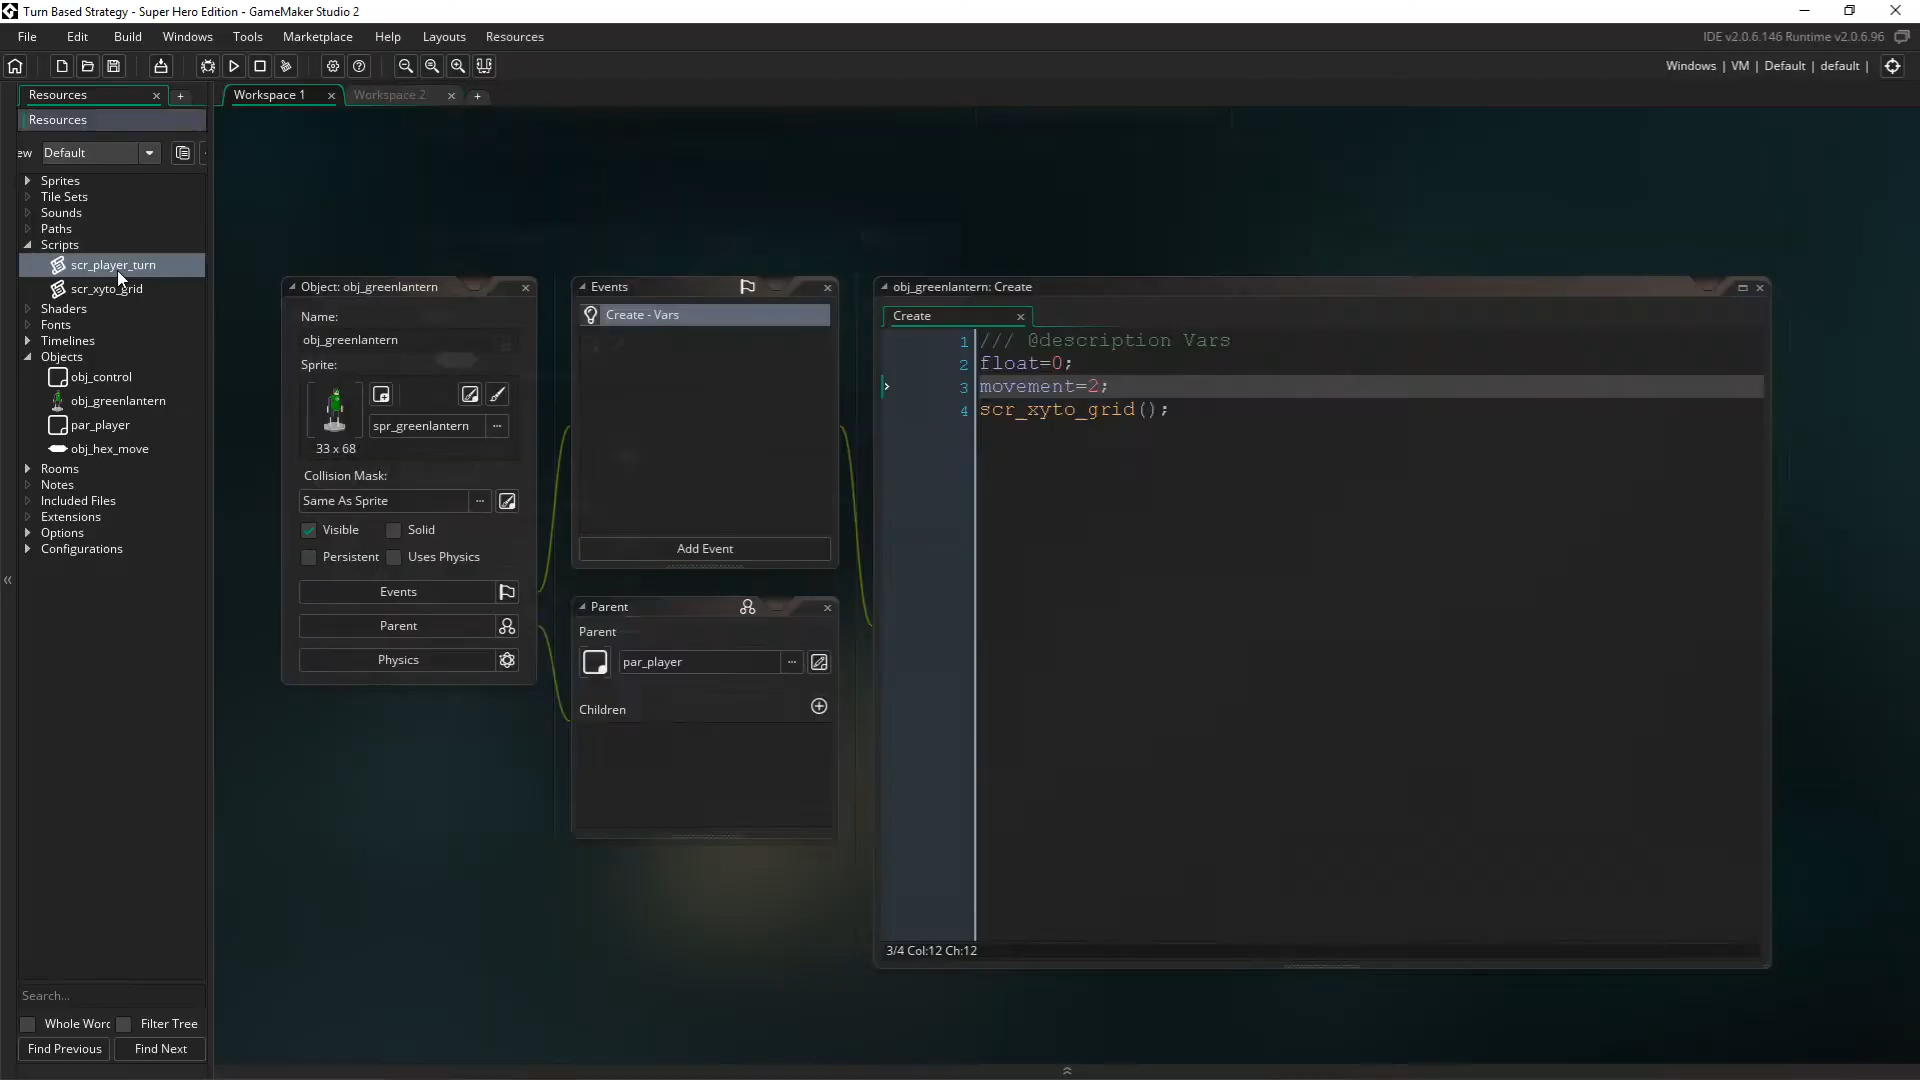 Turn Based Strategy - Super Hero Edition - GameMaker Studio 2
File Edit Build Windows Tools Marketplace Help Layouts Resources
IDE v2.0.6.146 Runtime v2.0.6.96
Windows | VM | Default | default |
Resources
Workspace 1
Workspace 2
Resources
ew Default
Sprites
Tile Sets
Sounds
Paths
Scripts
scr_player_turn
scr_xyto_grid
Shaders
Fonts
Timelines
Objects
obj_control
obj_greenlantern
par_player
obj_hex_move
Rooms
Notes
Included Files
Extensions
Options
Configurations
Search...
Whole Word
Filter Tree
Find Previous
Find Next
Object: obj_greenlantern
Name:
obj_greenlantern
Sprite:
spr_greenlantern
33 x 68
Collision Mask:
Same As Sprite
Visible
Solid
Persistent
Uses Physics
Events
Parent
Physics
Events
Create - Vars
Add Event
Parent
Parent
par_player
Children
obj_greenlantern: Create
Create
1 /// @description Vars
2 float=0;
3 movement=2;
4 scr_xyto_grid();
3/4 Col:12 Ch:12